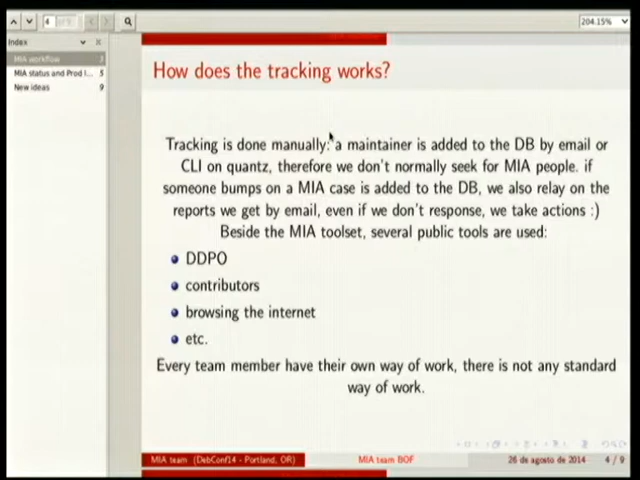 4
204.15%
Index
MIA workflow 3
MIA status and Prod l... 5
New ideas 9
How does the tracking works?
Tracking is done manually: a maintainer is added to the DB by email or
CLI on quantz, therefore we don't normally seek for MIA people. if
someone bumps on a MIA case is added to the DB, we also relay on the
reports we get by email, even if we don't response, we take actions :)
Beside the MIA toolset, several public tools are used:
DDPO
contributors
browsing the internet
etc.
Every team member have their own way of work, there is not any standard
way of work.
MIA team (DebConf14 - Portland, OR) MIA team BOF 26 de agosto de 2014 4 / 9